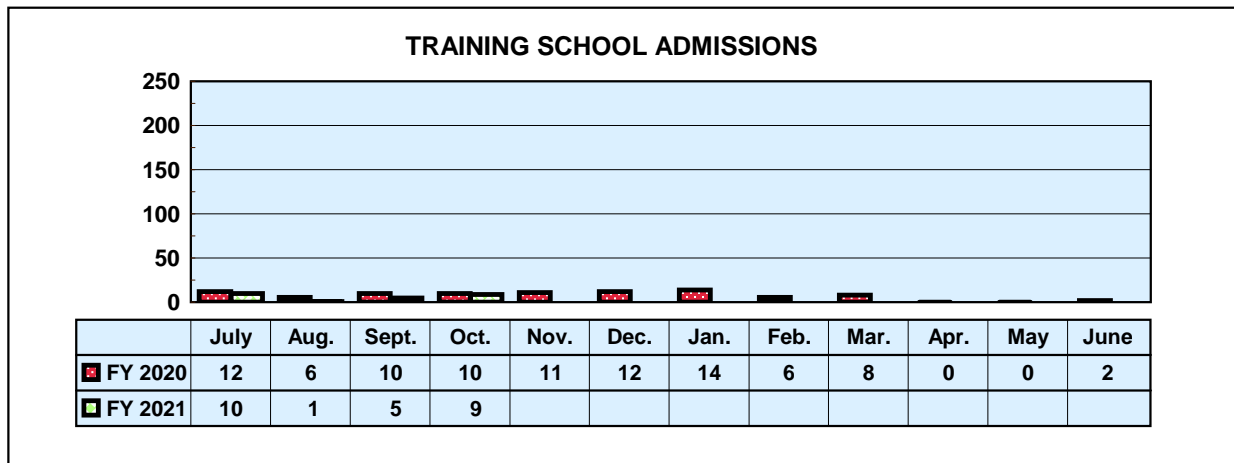 TRAINING SCHOOL ADMISSIONS
250
200
150
100
50
0
July Aug. Sept. Oct. Nov. Dec. Jan. Feb. Mar. Apr. May June
FY 2020 12 6 10 10 11 12 14 6 8 0 0 2
FY 2021 10 1 5 9